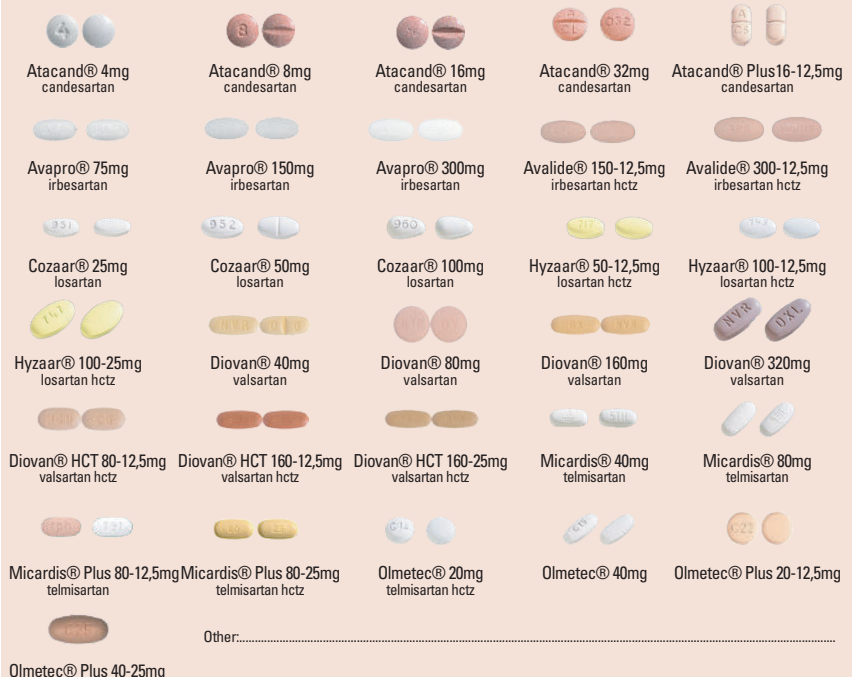 4
8
A
CL
032
A
CS
Atacand® 4mg
candesartan
Atacand® 8mg
candesartan
Atacand® 16mg
candesartan
Atacand® 32mg
candesartan
Atacand® Plus16-12,5mg
candesartan
Avapro® 75mg
irbesartan
Avapro® 150mg
irbesartan
Avapro® 300mg
irbesartan
Avalide® 150-12,5mg
irbesartan hctz
Avalide® 300-12,5mg
irbesartan hctz
951
952
960
717
745
Cozaar® 25mg
losartan
Cozaar® 50mg
losartan
Cozaar® 100mg
losartan
Hyzaar® 50-12,5mg
losartan hctz
Hyzaar® 100-12,5mg
losartan hctz
747
NVR
NVR
NVR
DXL
Hyzaar® 100-25mg
losartan hctz
Diovan® 40mg
valsartan
Diovan® 80mg
valsartan
Diovan® 160mg
valsartan
Diovan® 320mg
valsartan
Diovan® HCT 80-12,5mg
valsartan hctz
Diovan® HCT 160-12,5mg
valsartan hctz
Diovan® HCT 160-25mg
valsartan hctz
Micardis® 40mg
telmisartan
Micardis® 80mg
telmisartan
Micardis® Plus 80-12,5mg
telmisartan
Micardis® Plus 80-25mg
telmisartan hctz
Olmetec® 20mg
telmisartan hctz
Olmetec® 40mg
Olmetec® Plus 20-12,5mg
C22
Other:
Olmetec® Plus 40-25mg